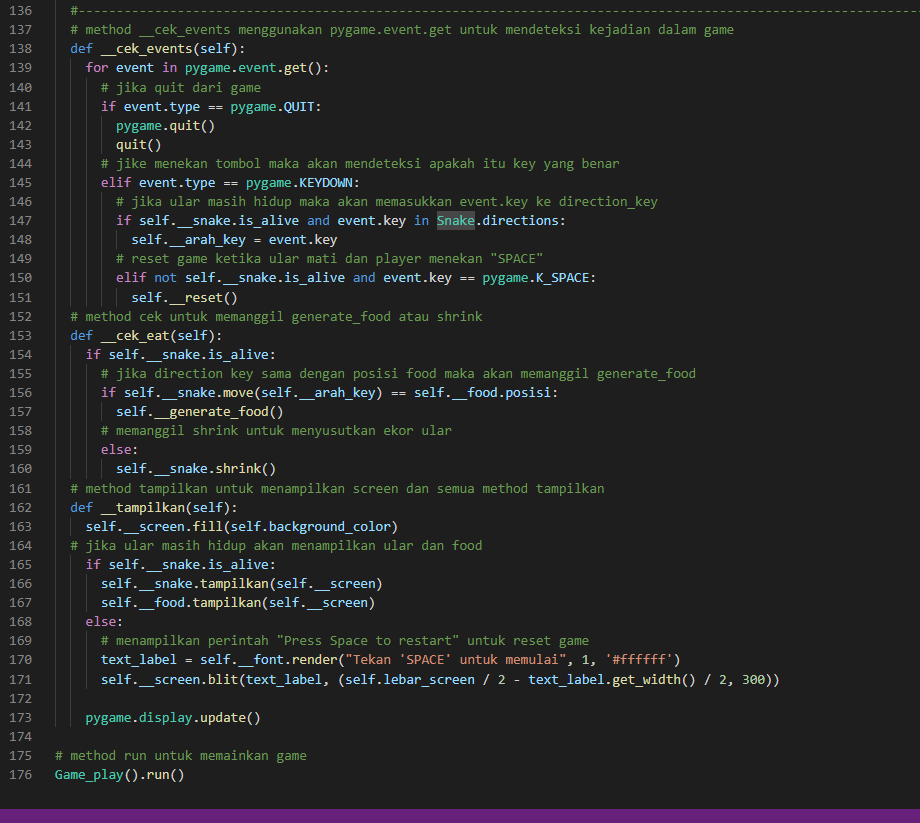 136 #---------------------------------------------------------------------------------------------------------------
137 # method __cek_events menggunakan pygame.event.get untuk mendeteksi kejadian dalam game
138 def __cek_events(self):
139 for event in pygame.event.get():
140 # jika quit dari game
141 if event.type == pygame.QUIT:
142 pygame.quit()
143 quit()
144 # jike menekan tombol maka akan mendeteksi apakah itu key yang benar
145 elif event.type == pygame.KEYDOWN:
146 # jika ular masih hidup maka akan memasukkan event.key ke direction_key
147 if self.__snake.is_alive and event.key in Snake.directions:
148 self.__arah_key = event.key
149 # reset game ketika ular mati dan player menekan "SPACE"
150 elif not self.__snake.is_alive and event.key == pygame.K_SPACE:
151 self.__reset()
152 # method cek untuk memanggil generate_food atau shrink
153 def __cek_eat(self):
154 if self.__snake.is_alive:
155 # jika direction key sama dengan posisi food maka akan memanggil generate_food
156 if self.__snake.move(self.__arah_key) == self.__food.posisi:
157 self.__generate_food()
158 # memanggil shrink untuk menyusutkan ekor ular
159 else:
160 self.__snake.shrink()
161 # method tampilkan untuk menampilkan screen dan semua method tampilkan
162 def __tampilkan(self):
163 self.__screen.fill(self.background_color)
164 # jika ular masih hidup akan menampilkan ular dan food
165 if self.__snake.is_alive:
166 self.__snake.tampilkan(self.__screen)
167 self.__food.tampilkan(self.__screen)
168 else:
169 # menampilkan perintah "Press Space to restart" untuk reset game
170 text_label = self.__font.render("Tekan 'SPACE' untuk memulai", 1, '#ffffff')
171 self.__screen.blit(text_label, (self.lebar_screen / 2 - text_label.get_width() / 2, 300))
172
173 pygame.display.update()
174
175 # method run untuk memainkan game
176 Game_play().run()